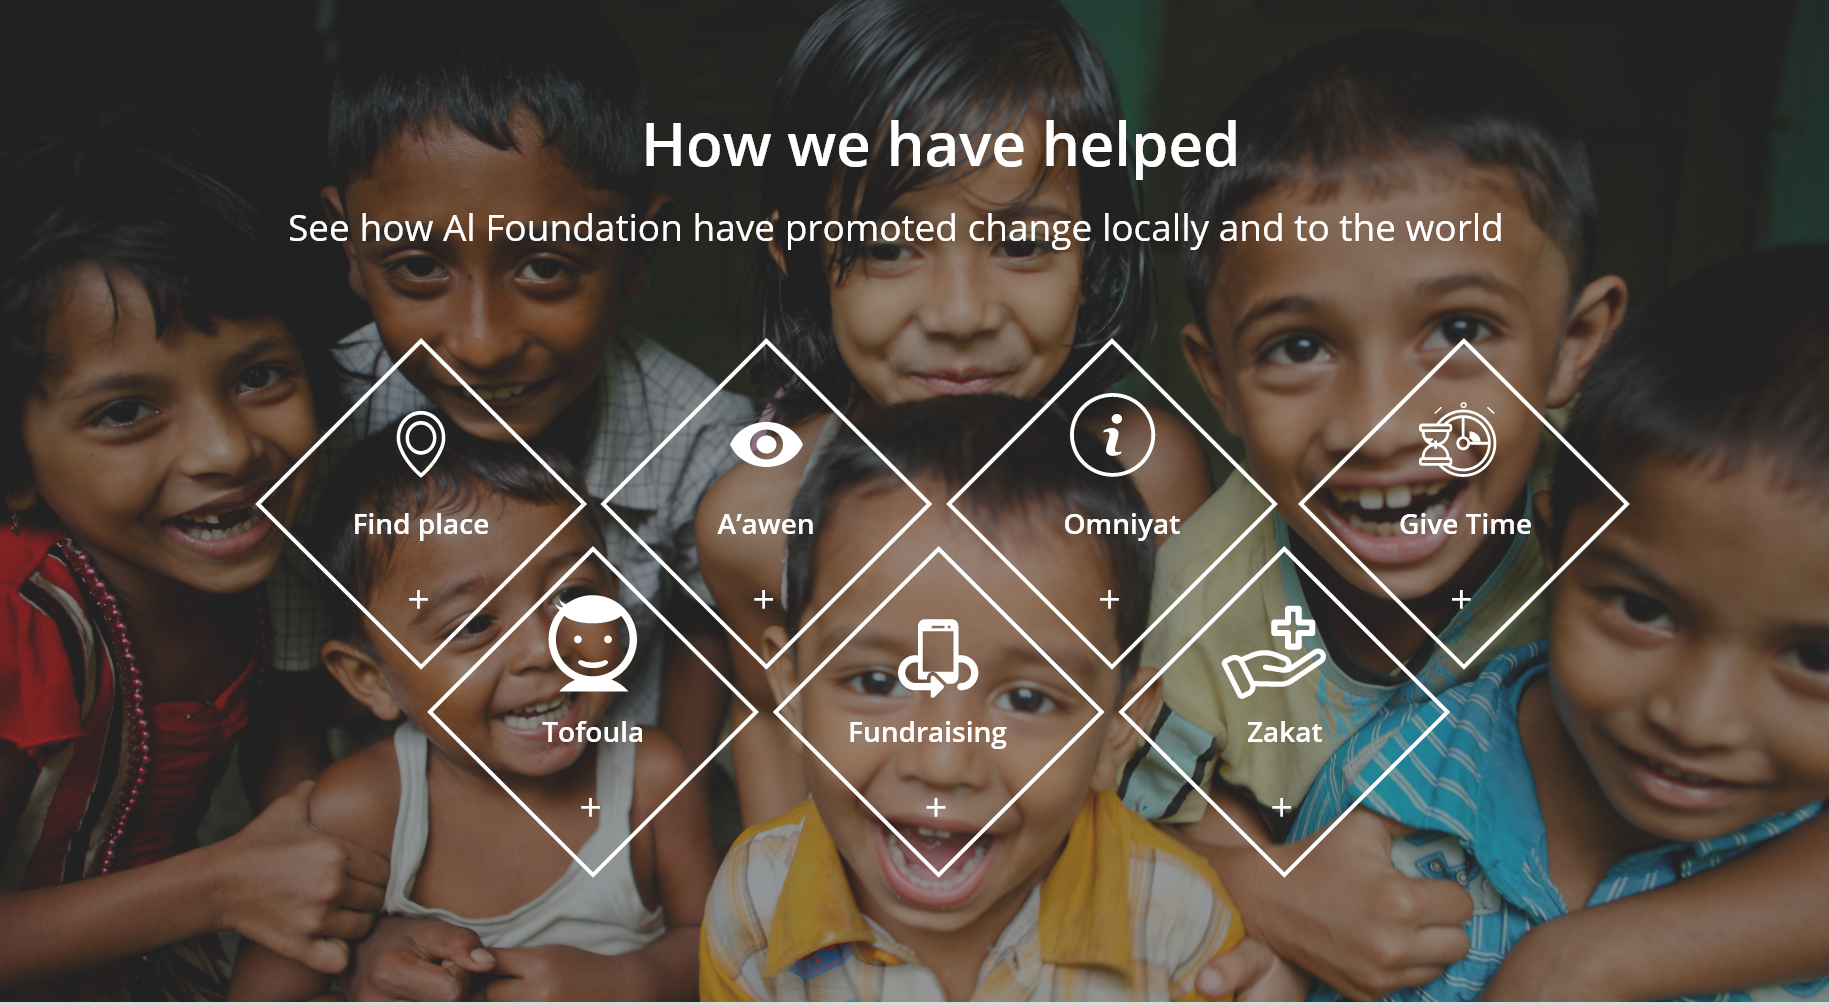 How we have helped
See how Al Foundation have promoted change locally and to the world
Find place
A’awen
Omniyat
Give Time
+
+
+
+
Tofoula
Fundraising
Zakat
+
+
+